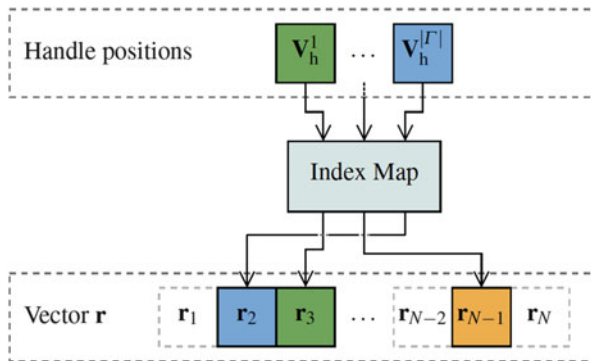 Handle positions V_h^1 ... V_h^{|Γ|}
Index Map
Vector r r_1 r_2 r_3 ... r_{N-2} r_{N-1} r_N